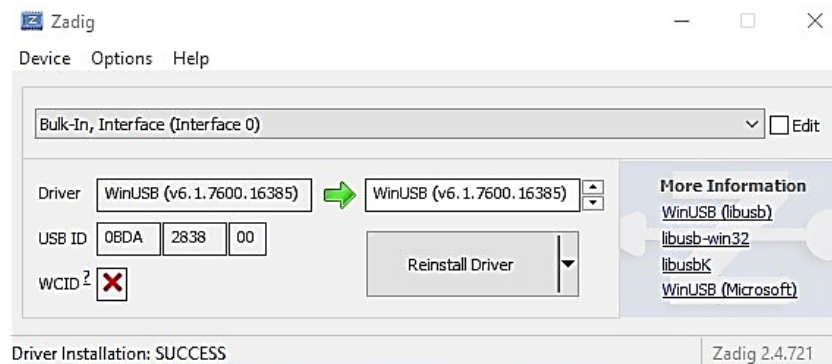 Zadig
Device Options Help
Bulk-In, Interface (Interface 0)
Edit
Driver WinUSB (v6.1.7600.16385) WinUSB (v6.1.7600.16385)
USB ID 0BDA 2838 00
WCID ?
Reinstall Driver
More Information
WinUSB (libusb)
libusb-win32
libusbK
WinUSB (Microsoft)
Driver Installation: SUCCESS
Zadig 2.4.721